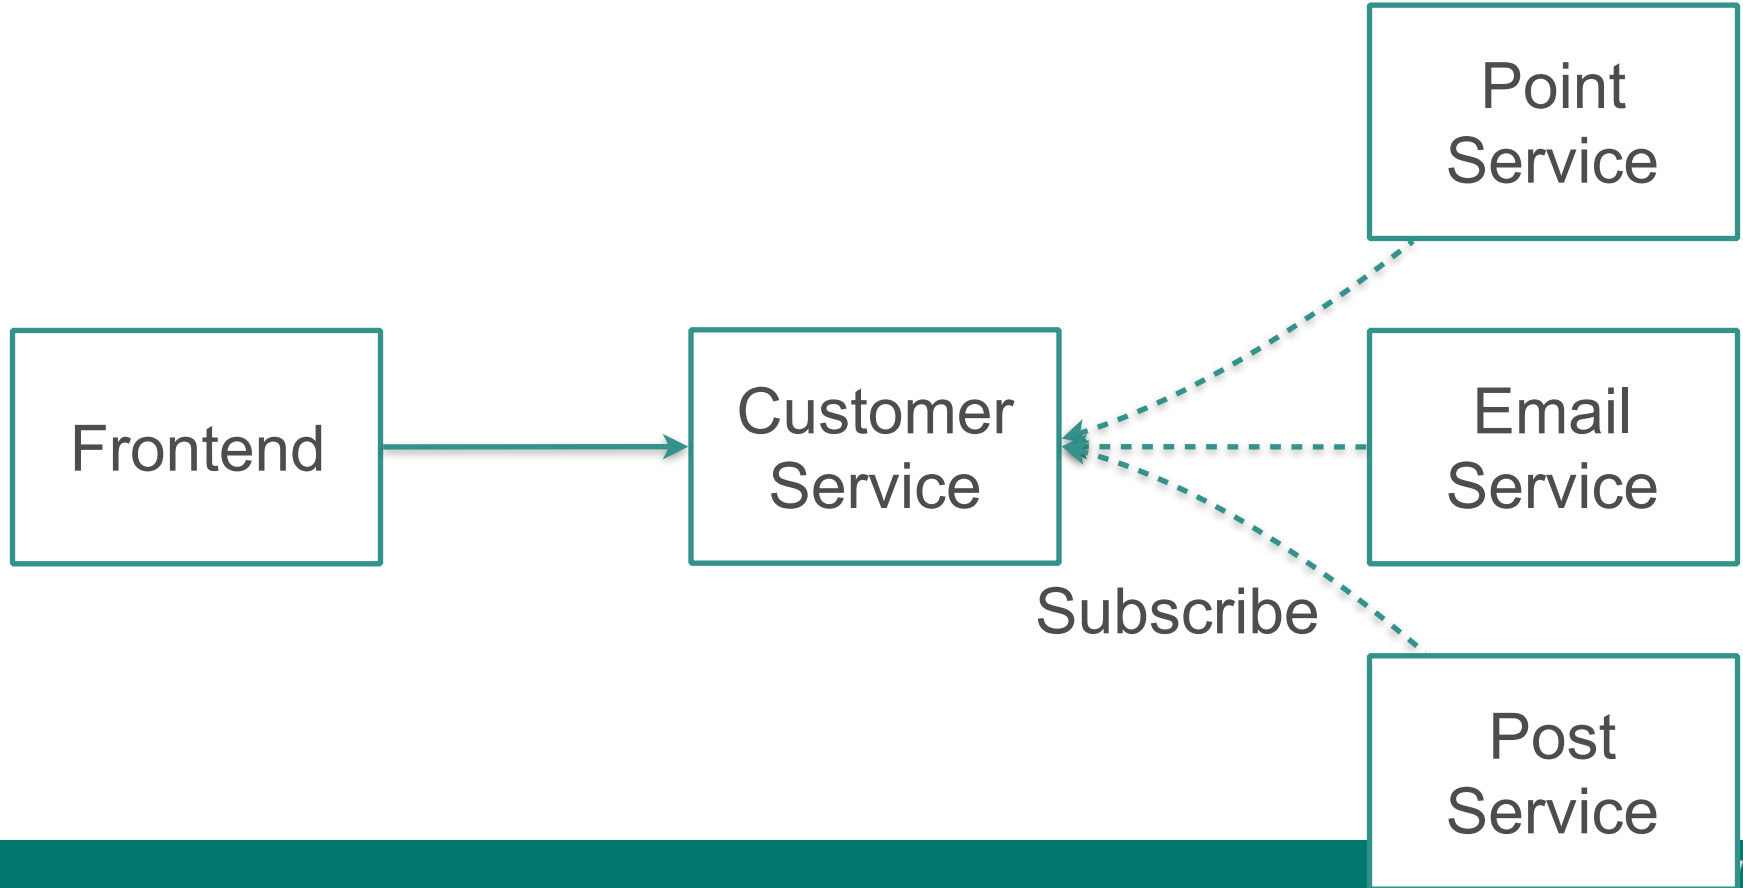 Point
Service
Frontend
Customer
Service
Email
Service
Subscribe
Post
Service